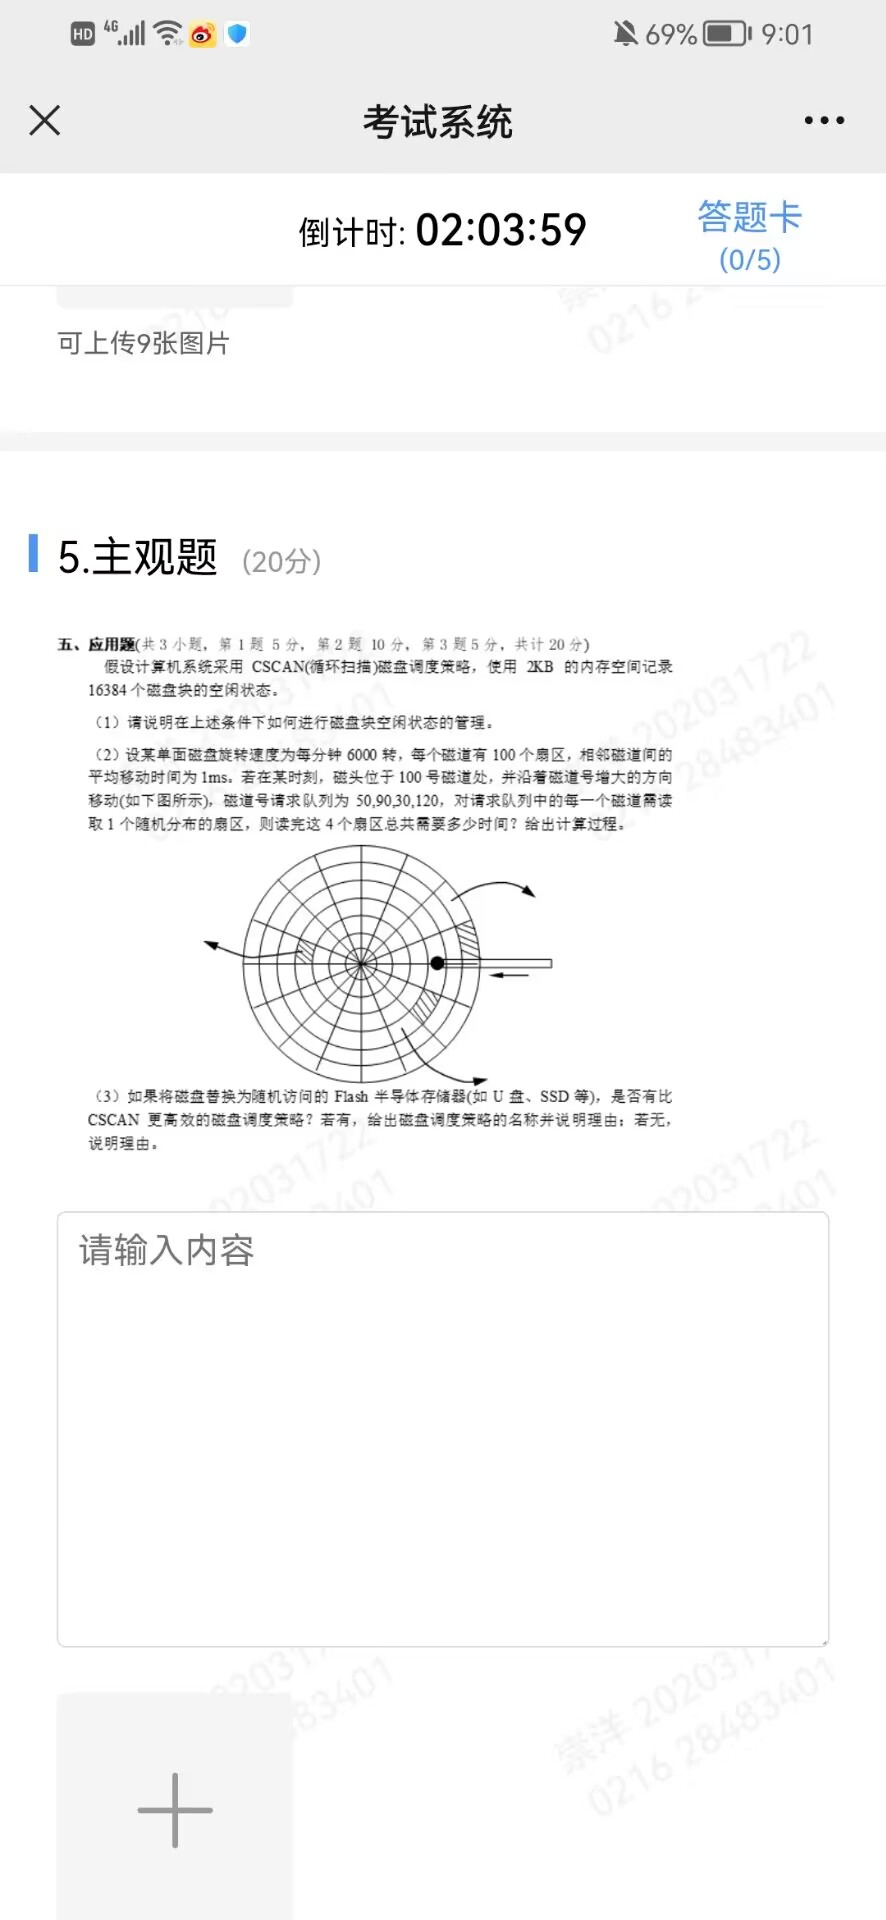 HD 4G 69% 9:01
考试系统
倒计时: 02:03:59
答题卡
(0/5)
可上传9张图片
5.主观题 (20分)
五、应用题(共 3 小题，第 1 题 5 分，第 2 题 10 分，第 3 题 5 分，共计 20 分)
假设计算机系统采用 CSCAN(循环扫描)磁盘调度策略，使用 2KB 的内存空间记录
16384 个磁盘块的空闲状态。
（1）请说明在上述条件下如何进行磁盘块空闲状态的管理。
（2）设某单面磁盘旋转速度为每分钟 6000 转，每个磁道有 100 个扇区，相邻磁道间的
平均移动时间为 1ms。若在某时刻，磁头位于 100 号磁道处，并沿着磁道号增大的方向
移动(如下图所示)，磁道号请求队列为 50,90,30,120，对请求队列中的每一个磁道需读
取 1 个随机分布的扇区，则读完这 4 个扇区总共需要多少时间？给出计算过程。
（3）如果将磁盘替换为随机访问的 Flash 半导体存储器(如 U 盘、SSD 等)，是否有比
CSCAN 更高效的磁盘调度策略？若有，给出磁盘调度策略的名称并说明理由；若无，
说明理由。
请输入内容
崇洋 202031722
0216 28483401